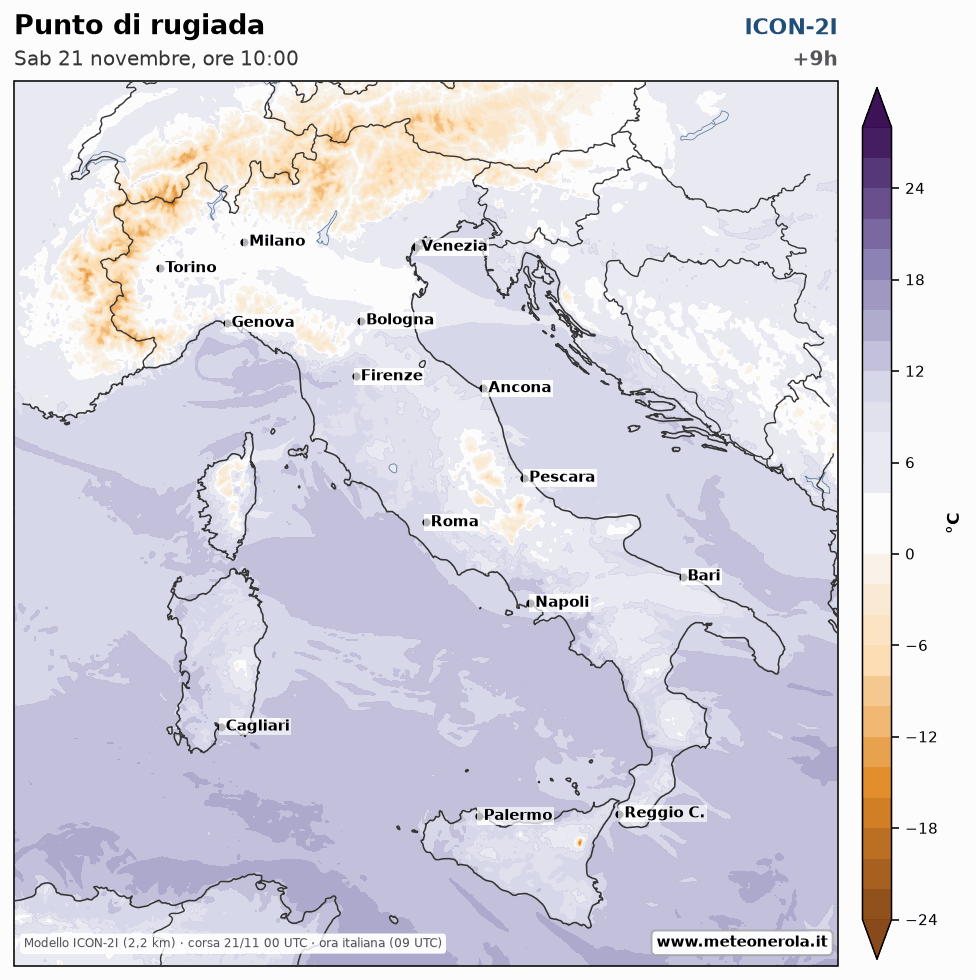 Punto di rugiada
ICON-2I
Sab 21 novembre, ore 10:00
+9h
Milano
Venezia
Torino
Genova
Bologna
Firenze
Ancona
Pescara
Roma
Bari
Napoli
Cagliari
Palermo
Reggio C.
24
18
12
6
0
−6
−12
−18
−24
°C
Modello ICON-2I (2,2 km) · corsa 21/11 00 UTC · ora italiana (09 UTC)
www.meteonerola.it